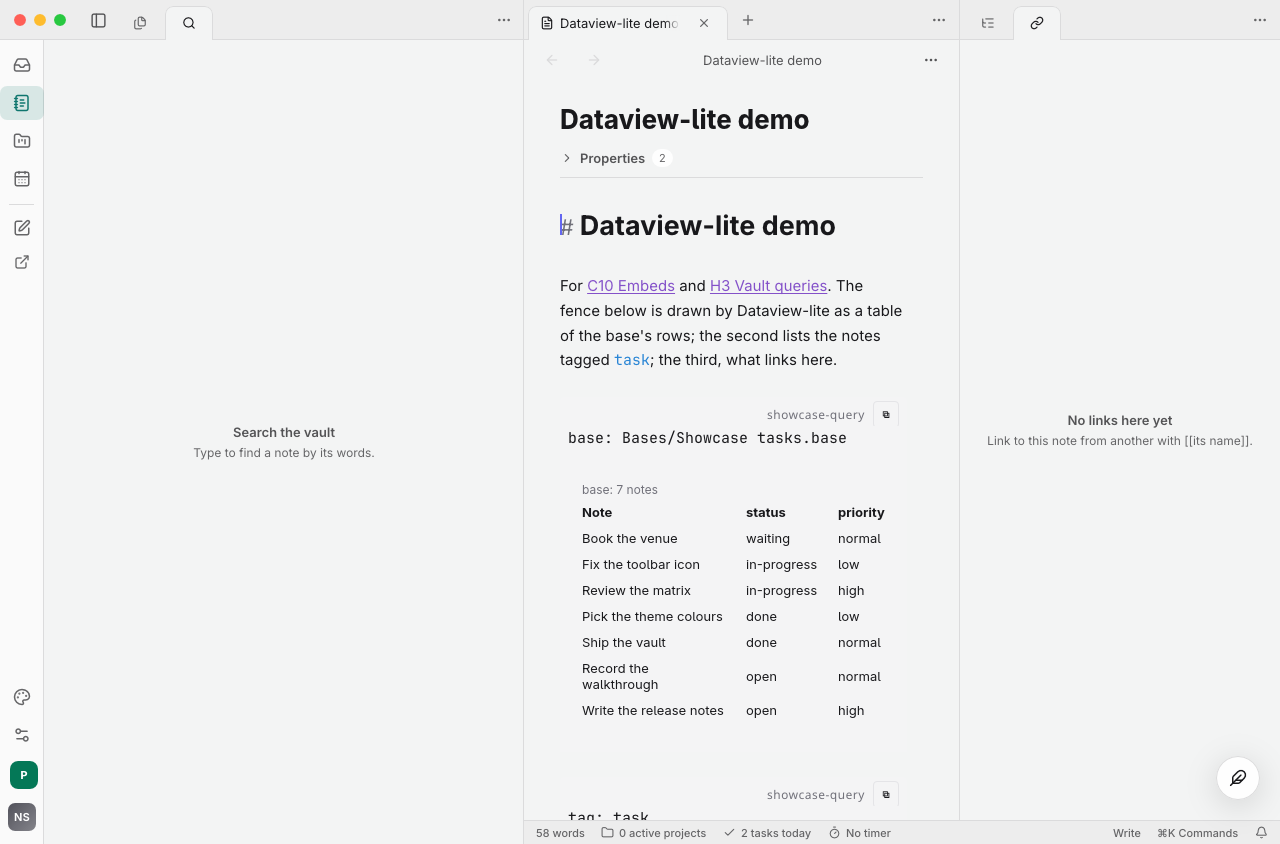 Dataview-lite demo
Dataview-lite demo
Dataview-lite demo
Properties 2
# Dataview-lite demo
For C10 Embeds and H3 Vault queries. The
fence below is drawn by Dataview-lite as a table
of the base's rows; the second lists the notes
tagged task; the third, what links here.
showcase-query
base: Bases/Showcase tasks.base
base: 7 notes
Note status priority
Book the venue waiting normal
Fix the toolbar icon in-progress low
Review the matrix in-progress high
Pick the theme colours done low
Ship the vault done normal
Record the walkthrough open normal
Write the release notes open high
showcase-query
tag: task
Search the vault
Type to find a note by its words.
No links here yet
Link to this note from another with [[its name]].
P
NS
58 words 0 active projects 2 tasks today No timer Write ⌘K Commands